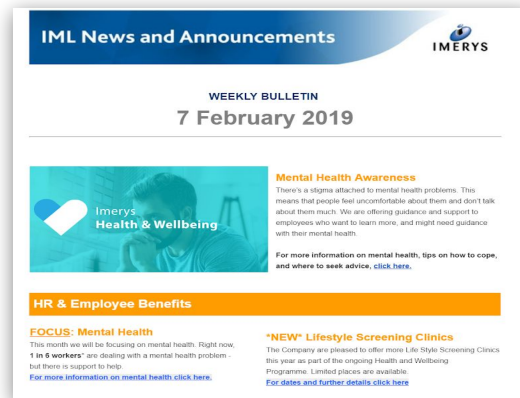 IML News and Announcements
IMERYS
WEEKLY BULLETIN
7 February 2019
Imerys
Health & Wellbeing
Mental Health Awareness
There's a stigma attached to mental health problems. This
means that people feel uncomfortable about them and don't talk
about them much. We are offering guidance and support to
employees who want to learn more, and might need guidance
with their mental health.
For more information on mental health, tips on how to cope,
and where to seek advice, click here.
HR & Employee Benefits
FOCUS: Mental Health
This month we will be focusing on mental health. Right now,
1 in 6 workers* are dealing with a mental health problem -
but there is support to help.
For more information on mental health click here.
*NEW* Lifestyle Screening Clinics
The Company are pleased to offer more Life Style Screening Clinics
this year as part of the ongoing Health and Wellbeing
Programme. Limited places are available.
For dates and further details click here